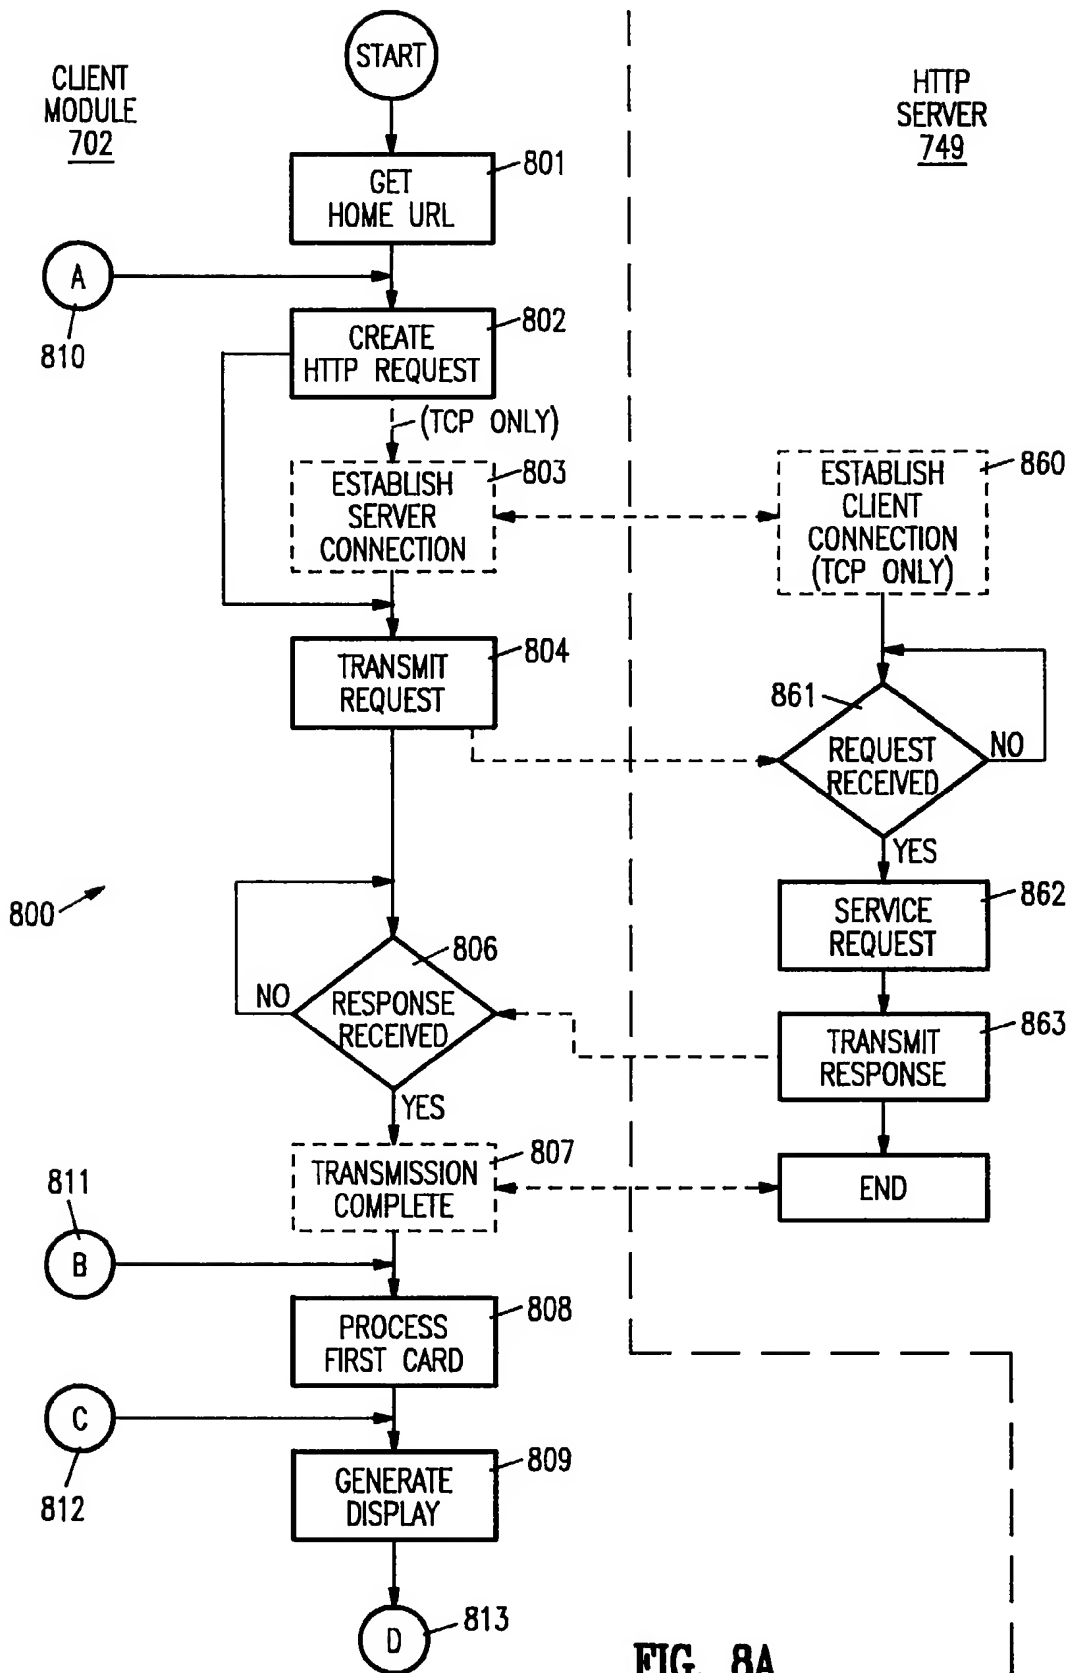 START
CLIENT
MODULE
702
HTTP
SERVER
749
801
GET
HOME URL
A
810
802
CREATE
HTTP REQUEST
(TCP ONLY)
803
ESTABLISH
SERVER
CONNECTION
860
ESTABLISH
CLIENT
CONNECTION
(TCP ONLY)
804
TRANSMIT
REQUEST
861
REQUEST
RECEIVED
NO
YES
800
862
SERVICE
REQUEST
806
RESPONSE
RECEIVED
NO
YES
863
TRANSMIT
RESPONSE
807
TRANSMISSION
COMPLETE
END
811
B
808
PROCESS
FIRST CARD
C
812
809
GENERATE
DISPLAY
D
813
FIG. 8A